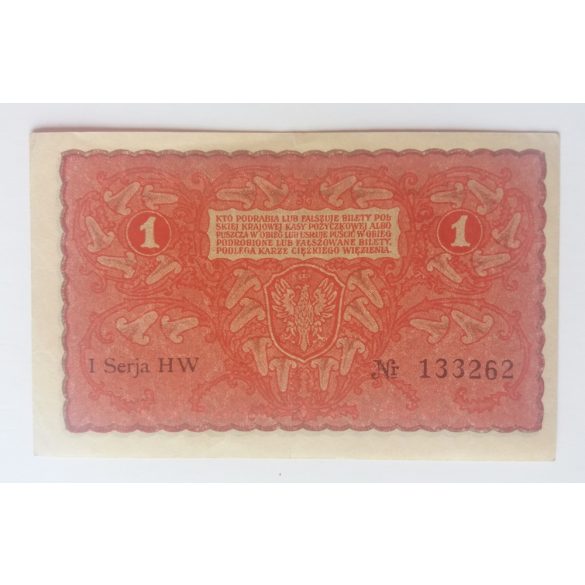 KTO PODRABIA LUB FAŁSZUJE BILETY POL-
SKIEJ KRAJOWEJ KASY POŻYCZKOWEJ ALBO
PUSZCZA W OBIEG LUB USIŁUJE PUŚCIĆ W OBIEG
PODROBIONE LUB FAŁSZOWANE BILETY,
PODLEGA KARZE CIĘŻKIEGO WIĘZIENIA.
1 1
I Serja HW Nr 133262